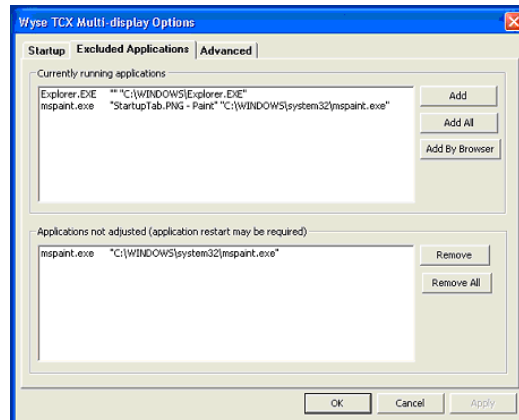 Wyse TCX Multi-display Options
Startup Excluded Applications Advanced
Currently running applications
Explorer.EXE "" "C:\WINDOWS\Explorer.EXE"
mspaint.exe "StartupTab.PNG - Paint" "C:\WINDOWS\system32\mspaint.exe"
Add
Add All
Add By Browser
Applications not adjusted (application restart may be required)
mspaint.exe "C:\WINDOWS\system32\mspaint.exe"
Remove
Remove All
OK Cancel Apply